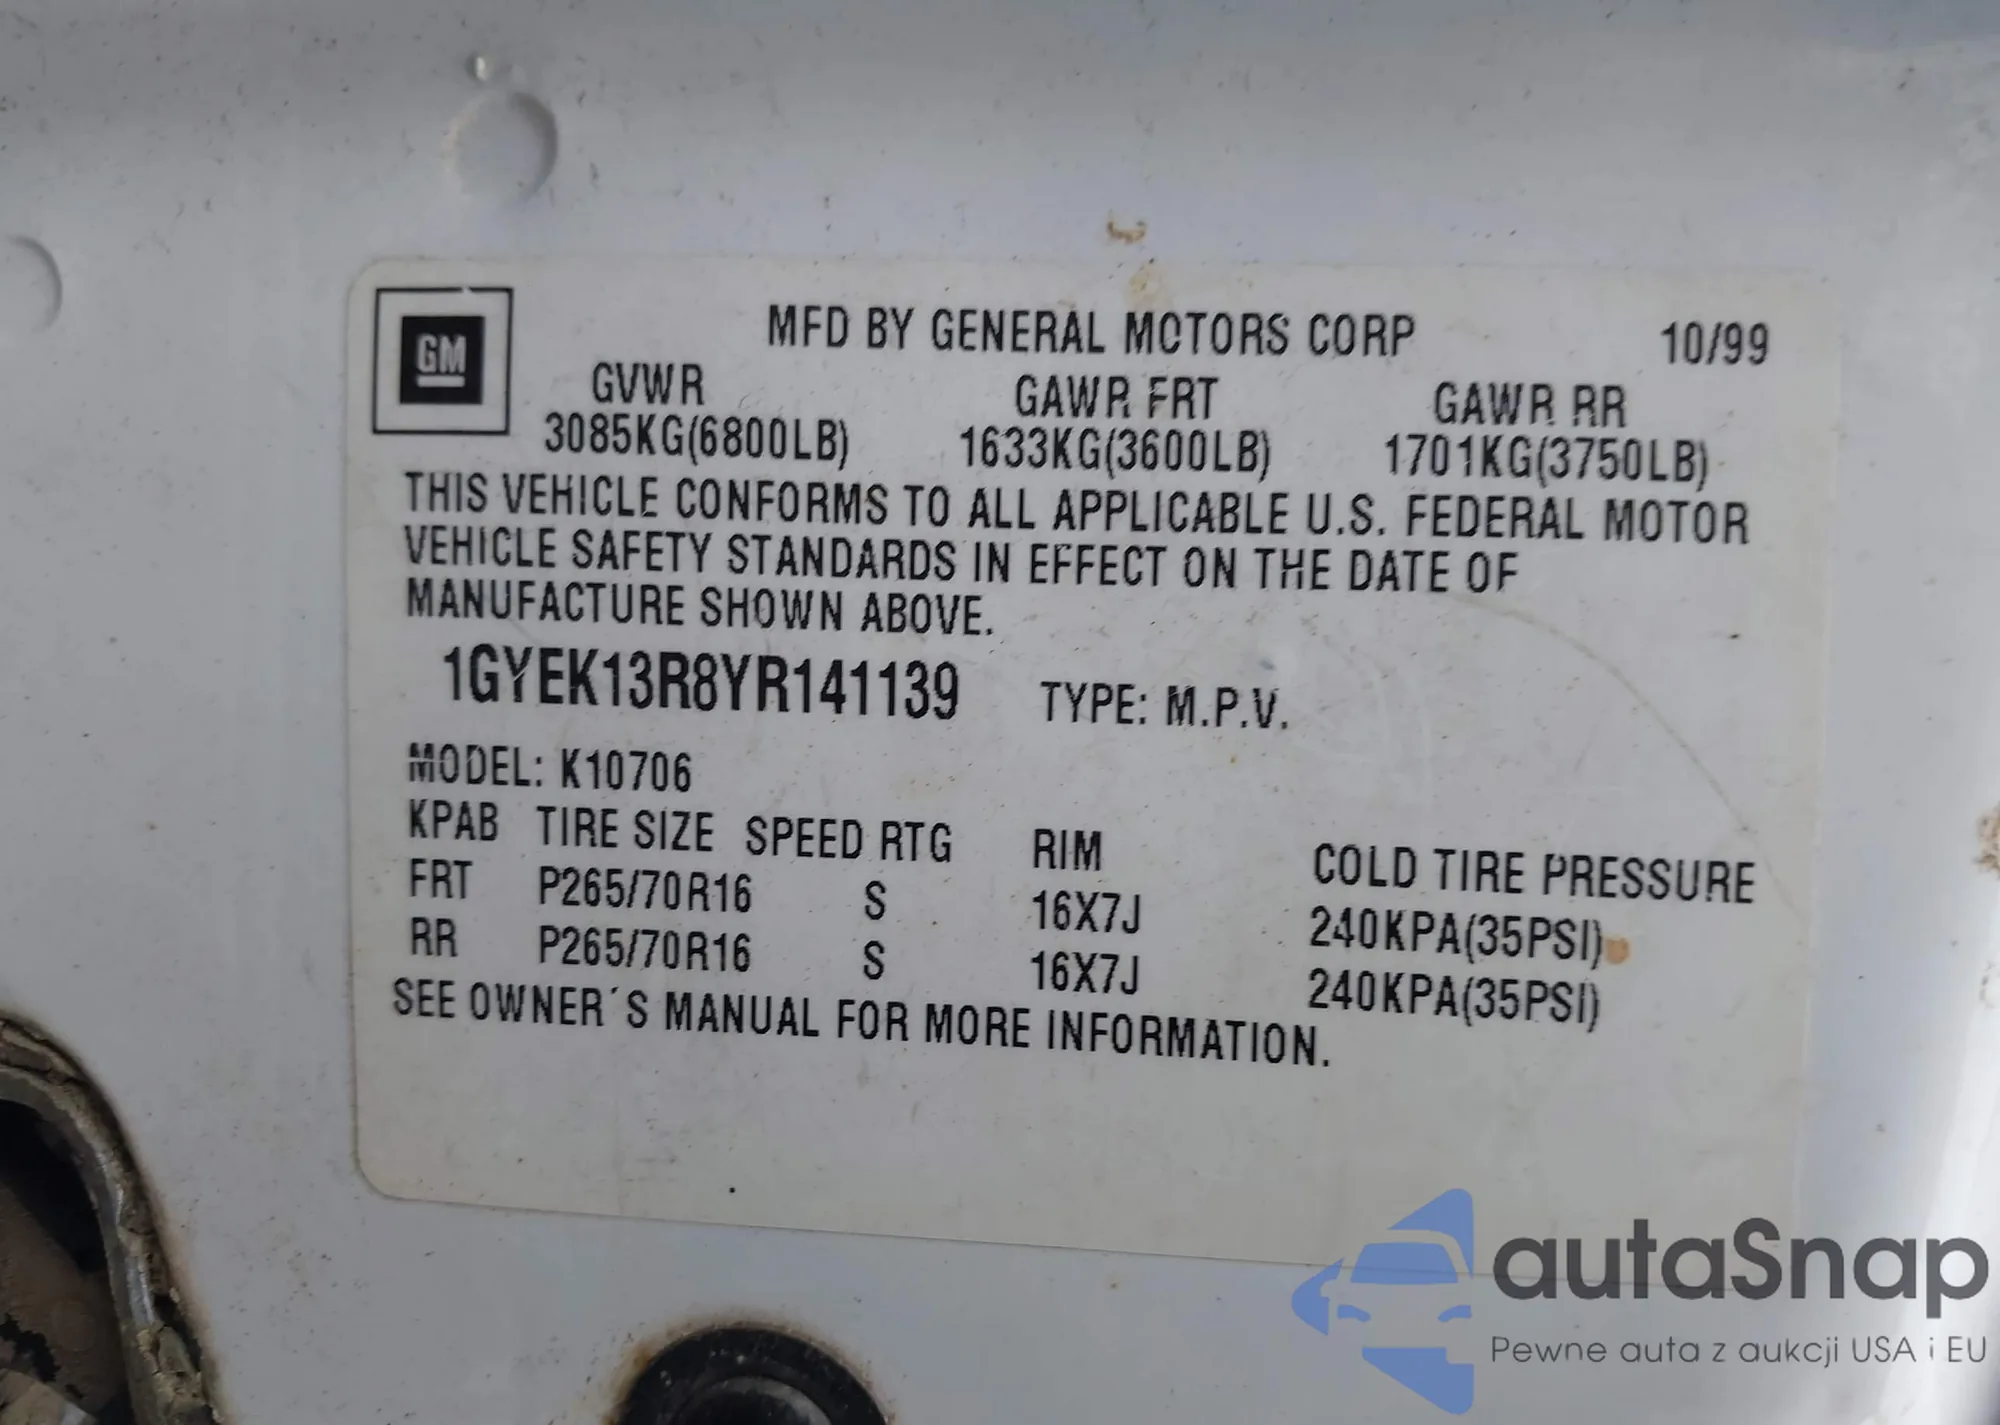 GM
MFD BY GENERAL MOTORS CORP 10/99
GVWR GAWR FRT GAWR RR
3085KG(6800LB) 1633KG(3600LB) 1701KG(3750LB)
THIS VEHICLE CONFORMS TO ALL APPLICABLE U.S. FEDERAL MOTOR
VEHICLE SAFETY STANDARDS IN EFFECT ON THE DATE OF
MANUFACTURE SHOWN ABOVE.
1GYEK13R8YR141139 TYPE: M.P.V.
MODEL: K10706
KPAB TIRE SIZE SPEED RTG RIM COLD TIRE PRESSURE
FRT P265/70R16 S 16X7J 240KPA(35PSI)
RR P265/70R16 S 16X7J 240KPA(35PSI)
SEE OWNER´S MANUAL FOR MORE INFORMATION.
autaSnap
Pewne auta z aukcji USA i EU